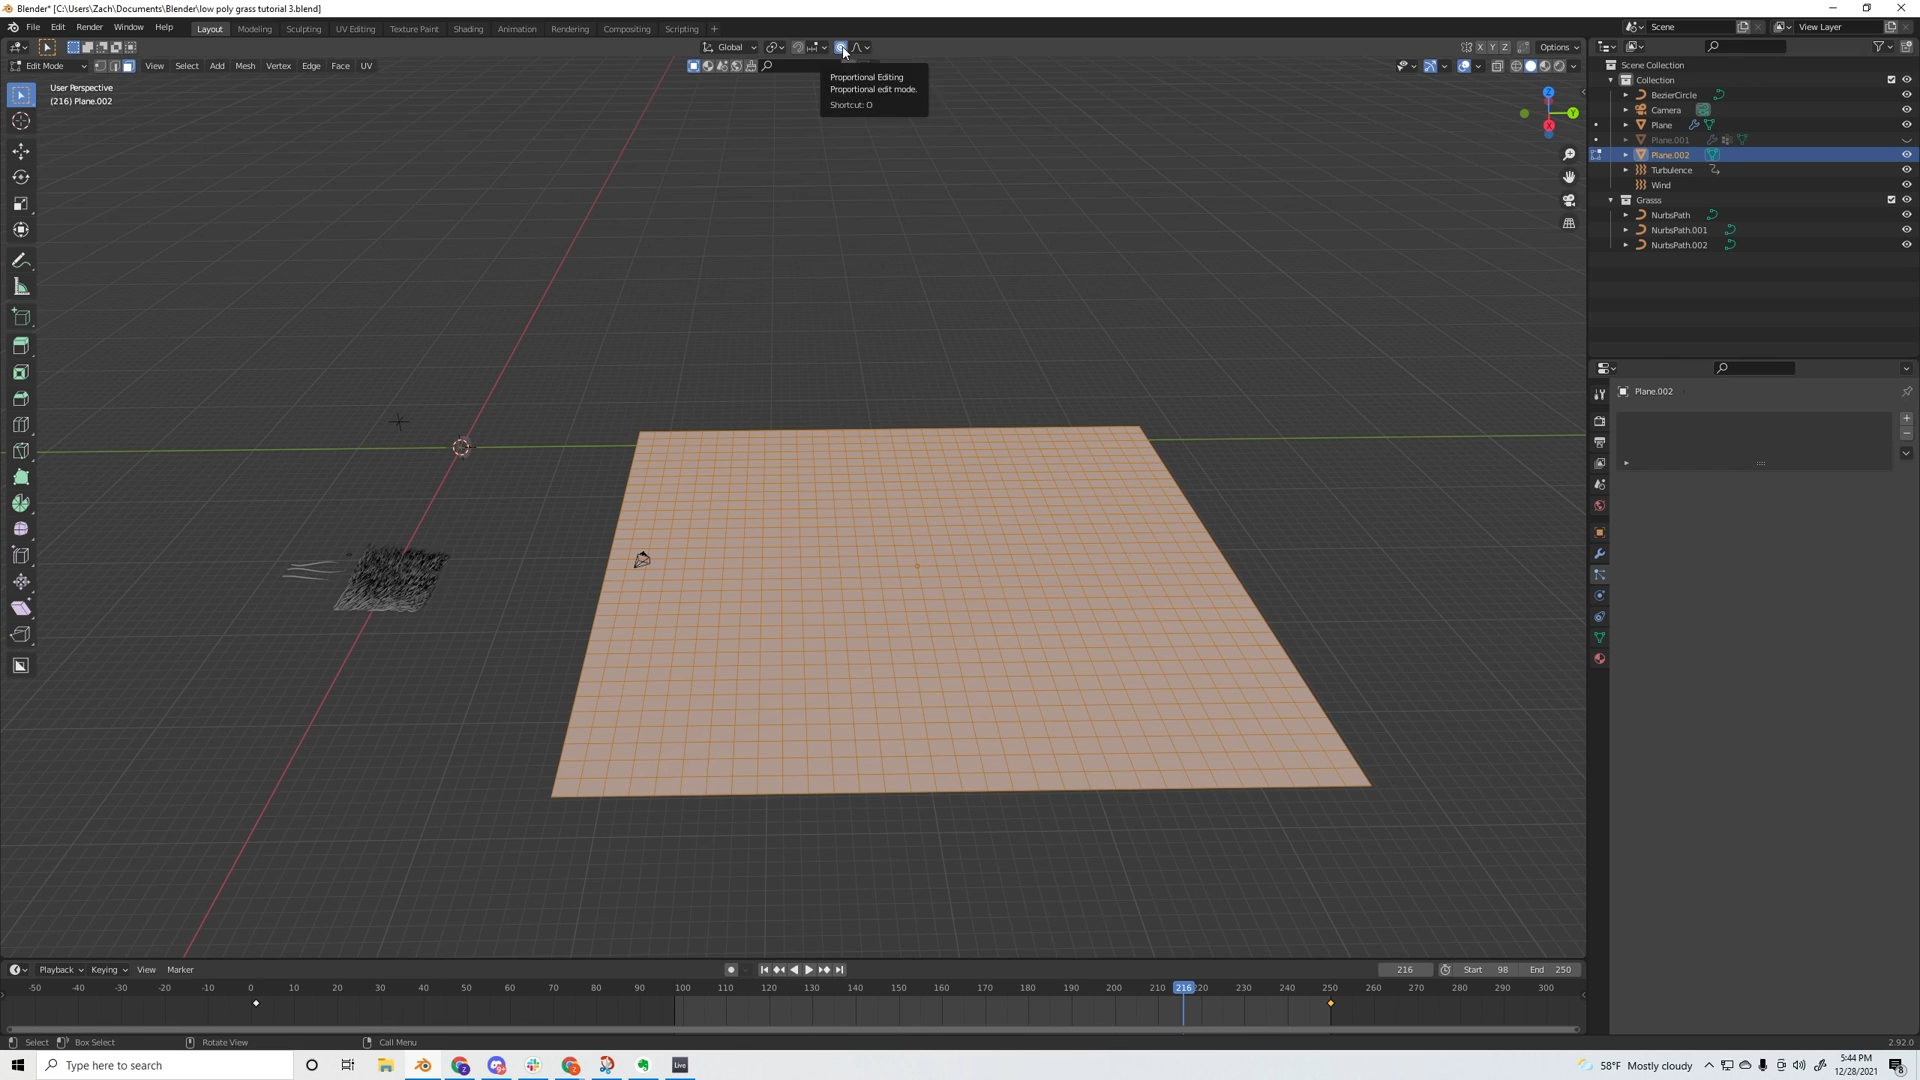 Blender* [C:\Users\Zach\Documents\Blender\low poly grass tutorial 3.blend]
File Edit Render Window Help
Layout Modeling Sculpting UV Editing Texture Paint Shading Animation Rendering Compositing Scripting +
Scene
View Layer
Global
X Y Z
Options
Edit Mode
View Select Add Mesh Vertex Edge Face UV
Proportional Editing
Proportional edit mode.
Shortcut: O
User Perspective
(216) Plane.002
Z
Y
X
Scene Collection
Collection
BezierCircle
Camera
Plane
Plane.001
Plane.002
Turbulence
Wind
Grasss
NurbsPath
NurbsPath.001
NurbsPath.002
Plane.002
Playback Keying View Marker
216
Start 98
End 250
-50 -40 -30 -20 -10 0 10 20 30 40 50 60 70 80 90 100 110 120 130 140 150 160 170 180 190 200 210 216 220 230 240 250 260 270 280 290 300
Select Box Select Rotate View Call Menu
2.92.0
Type here to search
Live
58°F Mostly cloudy
5:44 PM
12/28/2021
8